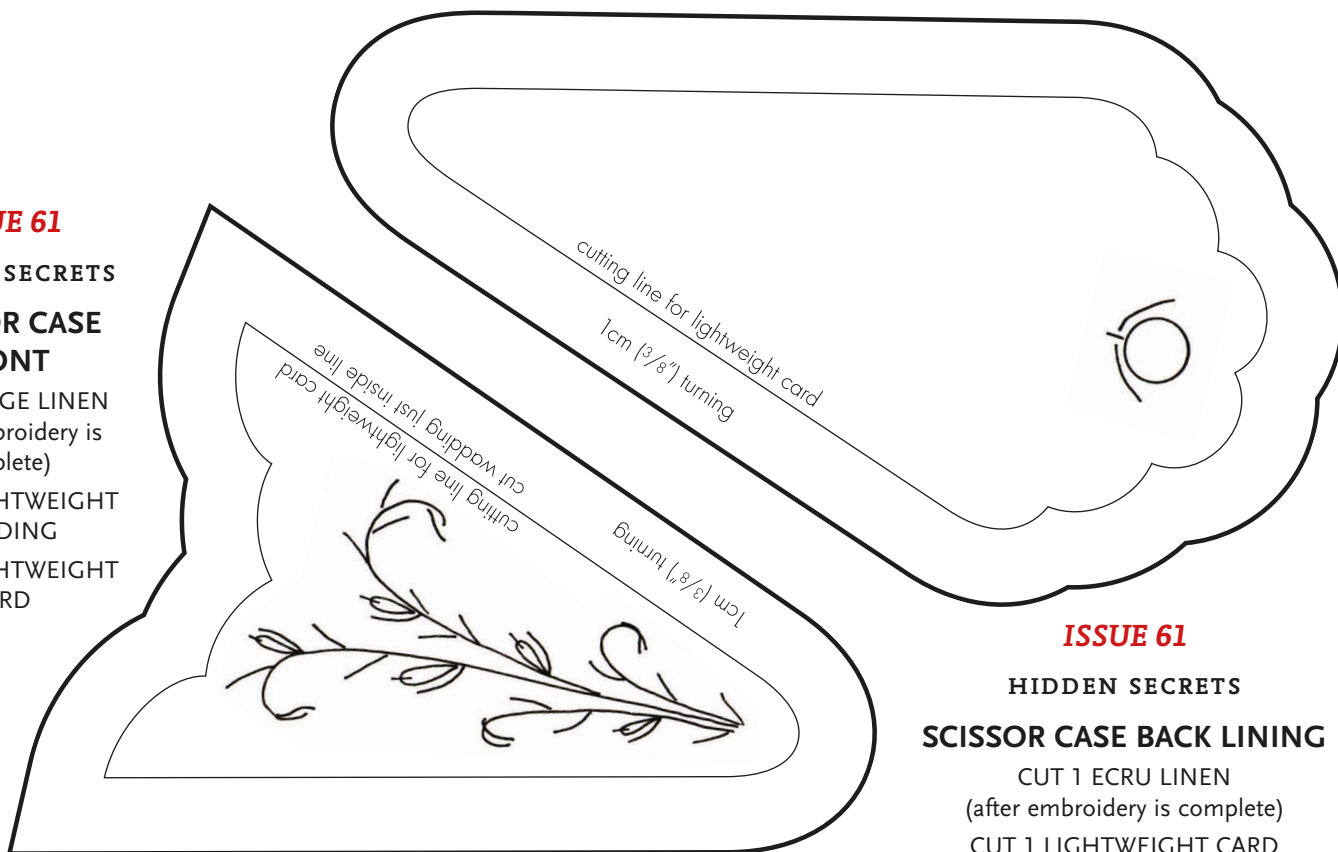 UE 61
SECRETS
OR CASE
ONT
GE LINEN
broidery is
plete)
HTWEIGHT
DING
HTWEIGHT
RD
cutting line for lightweight card
1cm (3/8") turning
cut wadding just inside line
cutting line for lightweight card
1cm (3/8") turning
ISSUE 61
HIDDEN SECRETS
SCISSOR CASE BACK LINING
CUT 1 ECRU LINEN
(after embroidery is complete)
CUT 1 LIGHTWEIGHT CARD